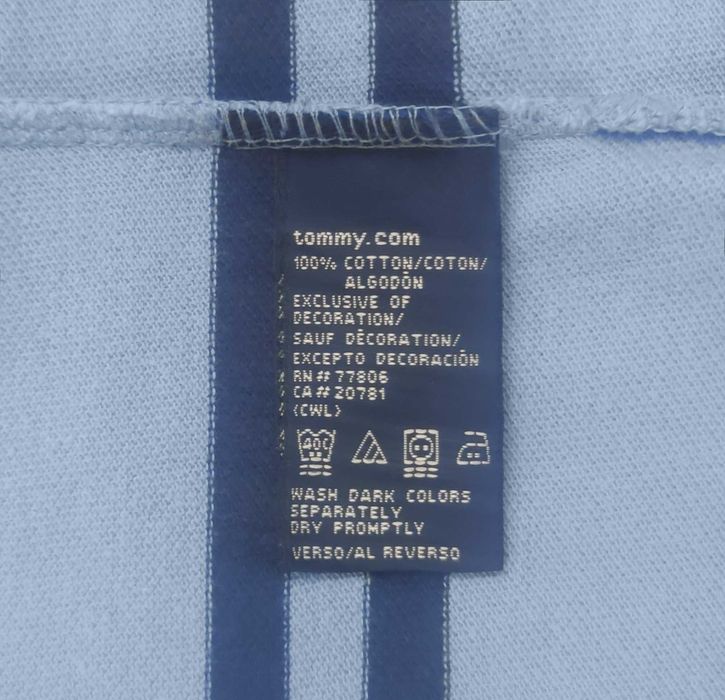 tommy.com
100% COTTON/COTON/
ALGODÓN
EXCLUSIVE OF
DECORATION/
SAUF DÉCORATION/
EXCEPTO DECORACIÓN
RN# 77806
CA# 20781
(CWL)
40C
WASH DARK COLORS
SEPARATELY
DRY PROMPTLY
VERSO/AL REVERSO